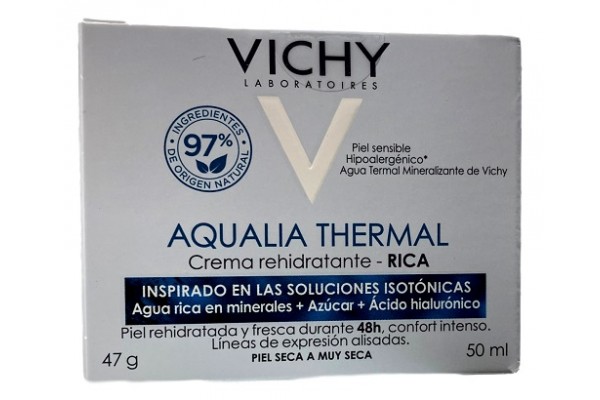 VICHY
LABORATOIRES
INGREDIENTES
97%
DE ORIGEN NATURAL
V
Piel sensible
Hipoalergénico*
Agua Termal Mineralizante de Vichy
AQUALIA THERMAL
Crema rehidratante - RICA
INSPIRADO EN LAS SOLUCIONES ISOTÓNICAS
Agua rica en minerales + Azúcar + Ácido hialurónico
Piel rehidratada y fresca durante 48h, confort intenso.
Líneas de expresión alisadas.
47 g
PIEL SECA A MUY SECA
50 ml